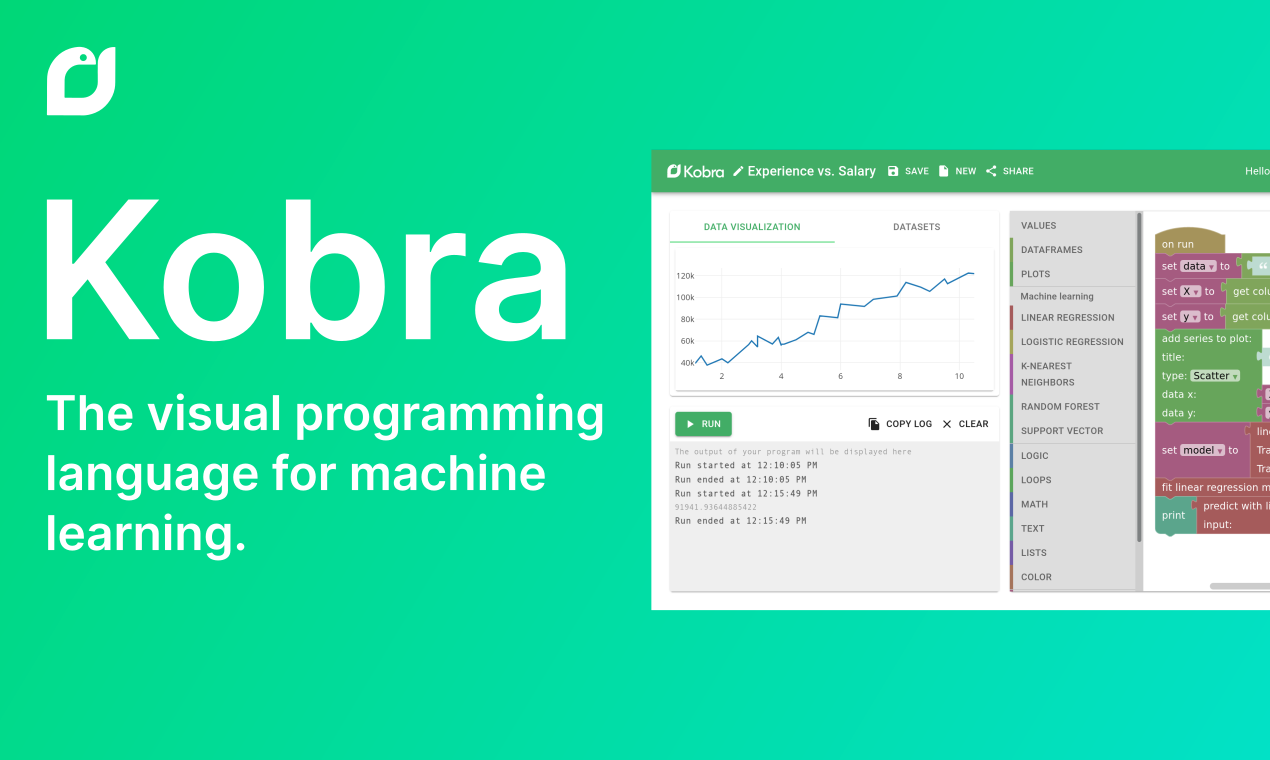 Kobra
The visual programming
language for machine
learning.
Kobra
Experience vs. Salary
SAVE
NEW
SHARE
Hello
DATA VISUALIZATION
DATASETS
120k
100k
80k
60k
40k
2
4
6
8
10
RUN
COPY LOG
CLEAR
The output of your program will be displayed here
Run started at 12:10:05 PM
Run ended at 12:10:05 PM
Run started at 12:15:49 PM
91941.93644885422
Run ended at 12:15:49 PM
VALUES
DATAFRAMES
PLOTS
Machine learning
LINEAR REGRESSION
LOGISTIC REGRESSION
K-NEAREST
NEIGHBORS
RANDOM FOREST
SUPPORT VECTOR
LOGIC
LOOPS
MATH
TEXT
LISTS
COLOR
on run
set data to “
set X to get colu
set y to get colu
add series to plot:
title:
type: Scatter
data x:
data y:
line
set model to Tra
Tra
fit linear regression m
print predict with li
input: